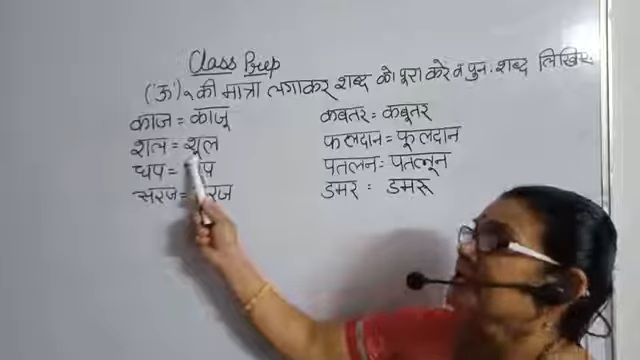 Class Prep
(ऊ) ू की मात्रा लगाकर शब्द को पूरा करें व पुन: शब्द लिखिए
काज = काजू कबतर = कबूतर
शल = शूल फलदान = फूलदान
धप = पतलन = पतलून
सरज = डमर = डमरू